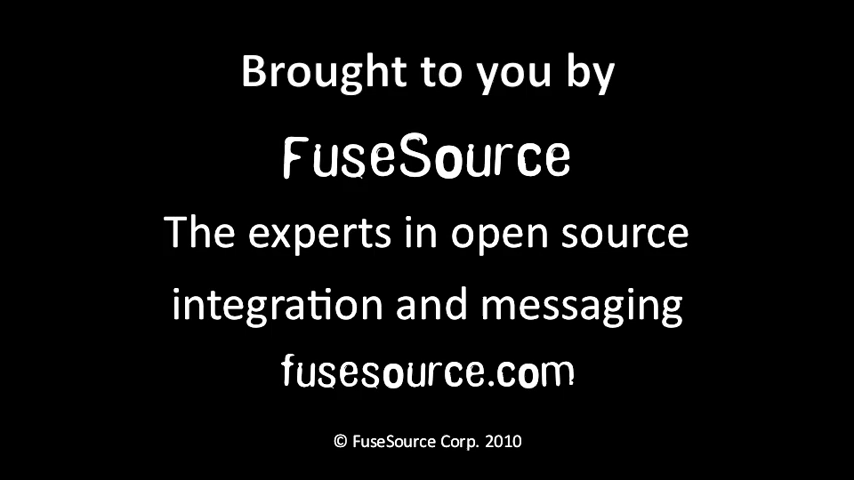 Brought to you by
FuseSource
The experts in open source
integration and messaging
fusesource.com
© FuseSource Corp. 2010